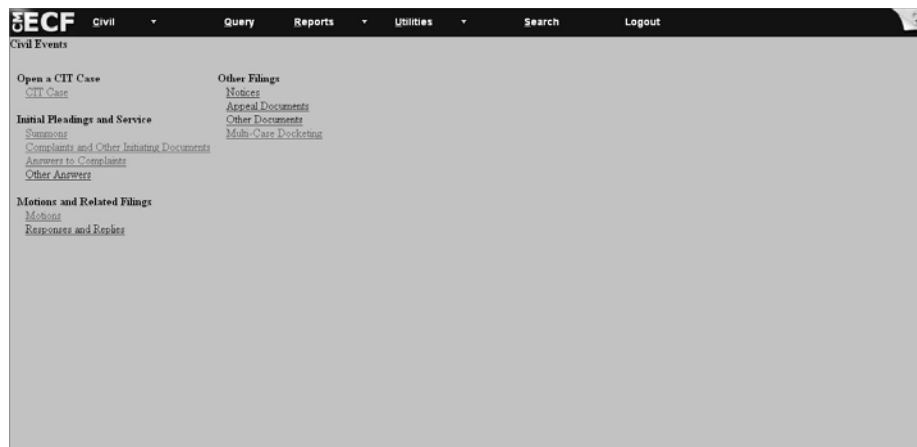 CM ECF Civil Query Reports Utilities Search Logout
Civil Events
Open a CIT Case
CIT Case
Initial Pleadings and Service
Summons
Complaints and Other Initiating Documents
Answers to Complaints
Other Answers
Motions and Related Filings
Motions
Responses and Replies
Other Filings
Notices
Appeal Documents
Other Documents
Multi-Case Docketing